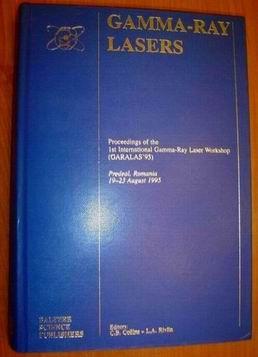 GAMMA-RAY
LASERS
Proceedings of the
1st International Gamma-Ray Laser Workshop
(GARALAS'95)
Predeal, Romania
19-23 August 1995
BALTZER
SCIENCE
PUBLISHERS
Editors:
C.B. Collins • L.A. Rivlin